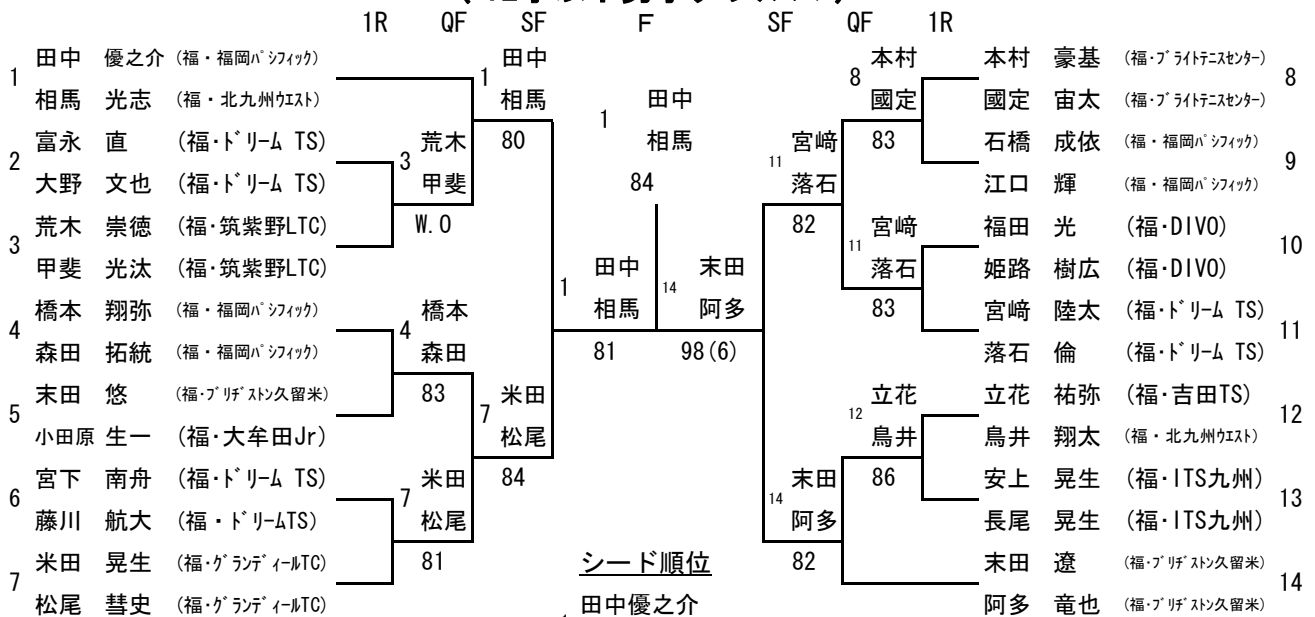 1R QF SF F SF QF 1R
1 田中 優之介 (福・福岡パシフィック)
相馬 光志 (福・北九州ウエスト)
2 富永 直 (福・ドリーム TS)
大野 文也 (福・ドリーム TS)
3 荒木 崇徳 (福・筑紫野LTC)
甲斐 光汰 (福・筑紫野LTC)
4 橋本 翔弥 (福・福岡パシフィック)
森田 拓統 (福・福岡パシフィック)
5 末田 悠 (福・ブリヂストン久留米)
小田原 生一 (福・大牟田Jr)
6 宮下 南舟 (福・ドリーム TS)
藤川 航大 (福・ドリームTS)
7 米田 晃生 (福・グランディールTC)
松尾 彗史 (福・グランディールTC)
3 荒木
甲斐
W.O
4 橋本
森田
83
7 米田
松尾
81
1 田中
相馬
80
7 米田
松尾
84
1 田中
相馬
81
1 田中
相馬
84
14 末田
阿多
98(6)
11 宮﨑
落石
82
14 末田
阿多
82
8 本村
國定
83
11 宮﨑
落石
83
12 立花
鳥井
86
本村 豪基 (福・ブライトテニスセンター) 8
國定 宙太 (福・ブライトテニスセンター)
石橋 成依 (福・福岡パシフィック) 9
江口 輝 (福・福岡パシフィック)
福田 光 (福・DIVO) 10
姫路 樹広 (福・DIVO)
宮﨑 陸太 (福・ドリーム TS) 11
落石 倫 (福・ドリーム TS)
立花 祐弥 (福・吉田TS) 12
鳥井 翔太 (福・北九州ウエスト)
安上 晃生 (福・ITS九州) 13
長尾 晃生 (福・ITS九州)
末田 遼 (福・ブリヂストン久留米) 14
阿多 竜也 (福・ブリヂストン久留米)
シード順位
田中優之介